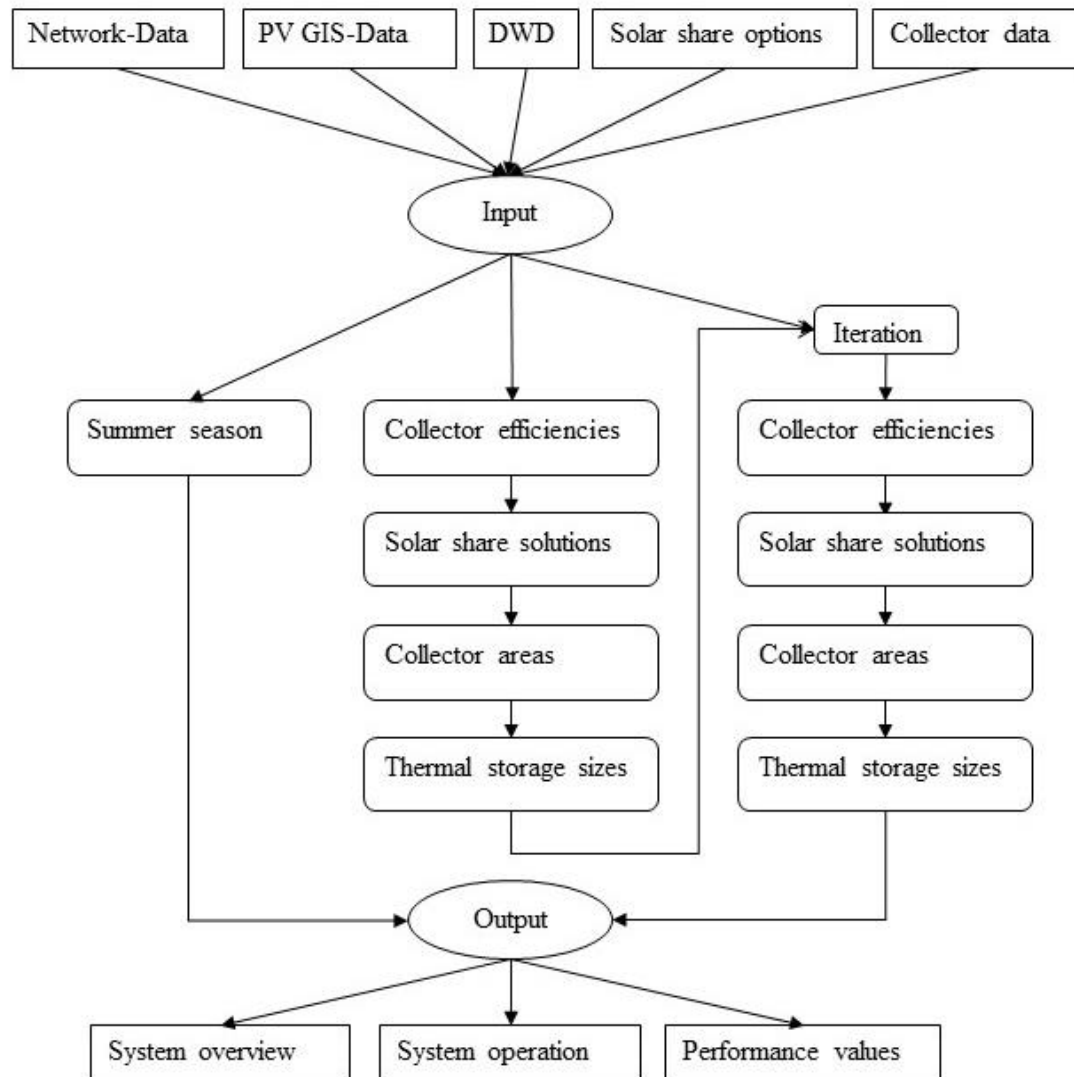 Network-Data
PV GIS-Data
DWD
Solar share options
Collector data
Input
Iteration
Summer season
Collector efficiencies
Collector efficiencies
Solar share solutions
Solar share solutions
Collector areas
Collector areas
Thermal storage sizes
Thermal storage sizes
Output
System overview
System operation
Performance values